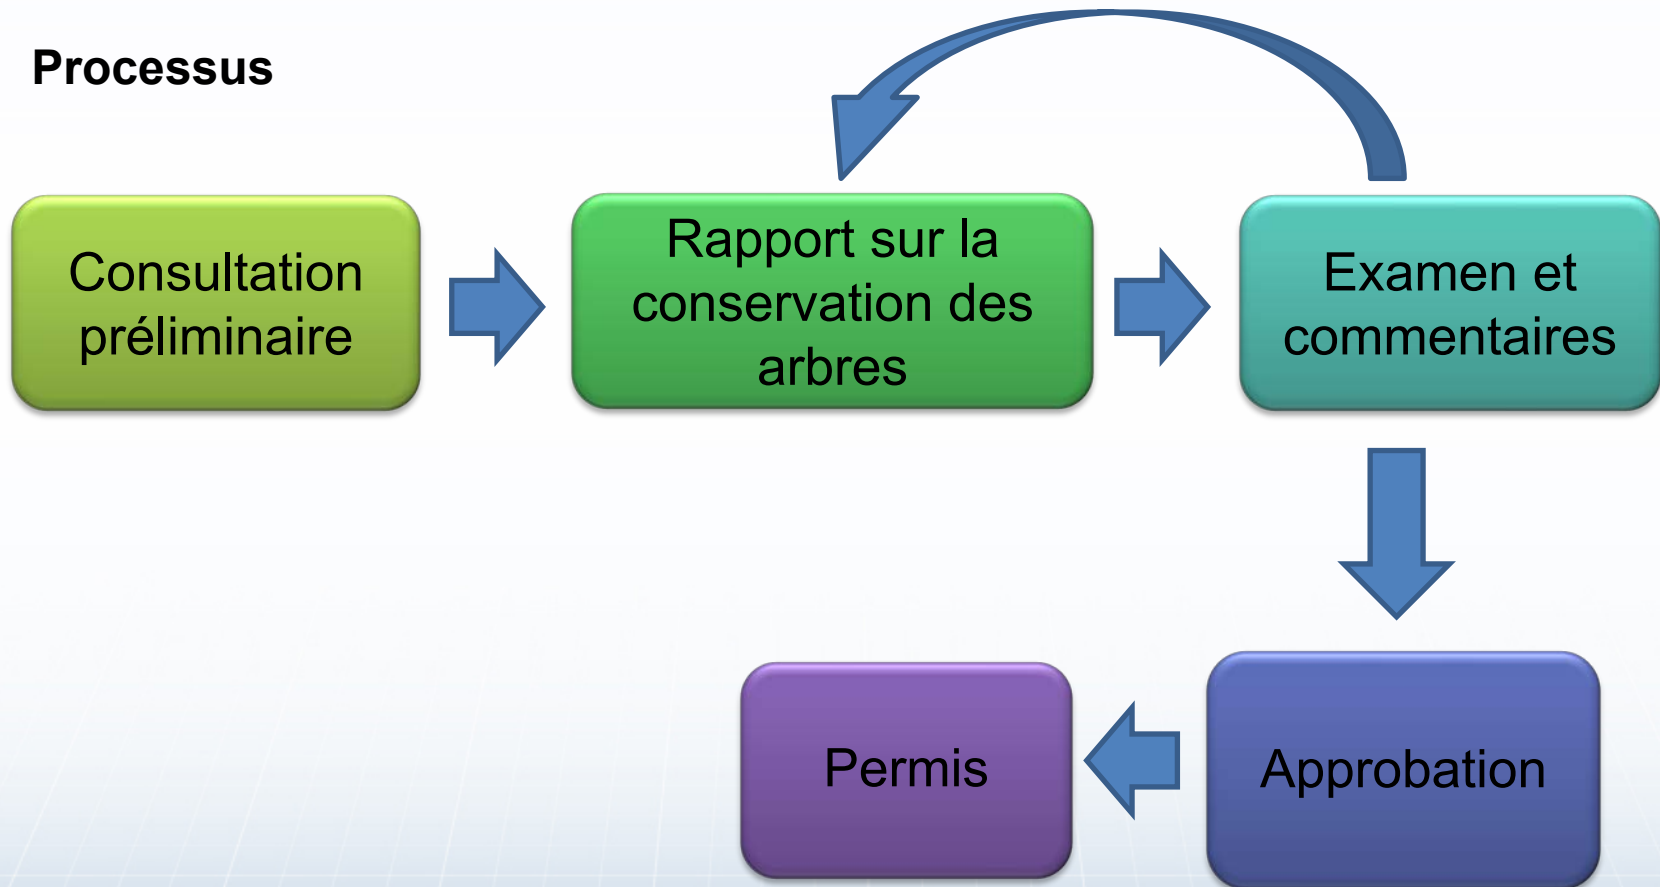 Processus
Consultation
préliminaire
Rapport sur la
conservation des
arbres
Examen et
commentaires
Permis
Approbation